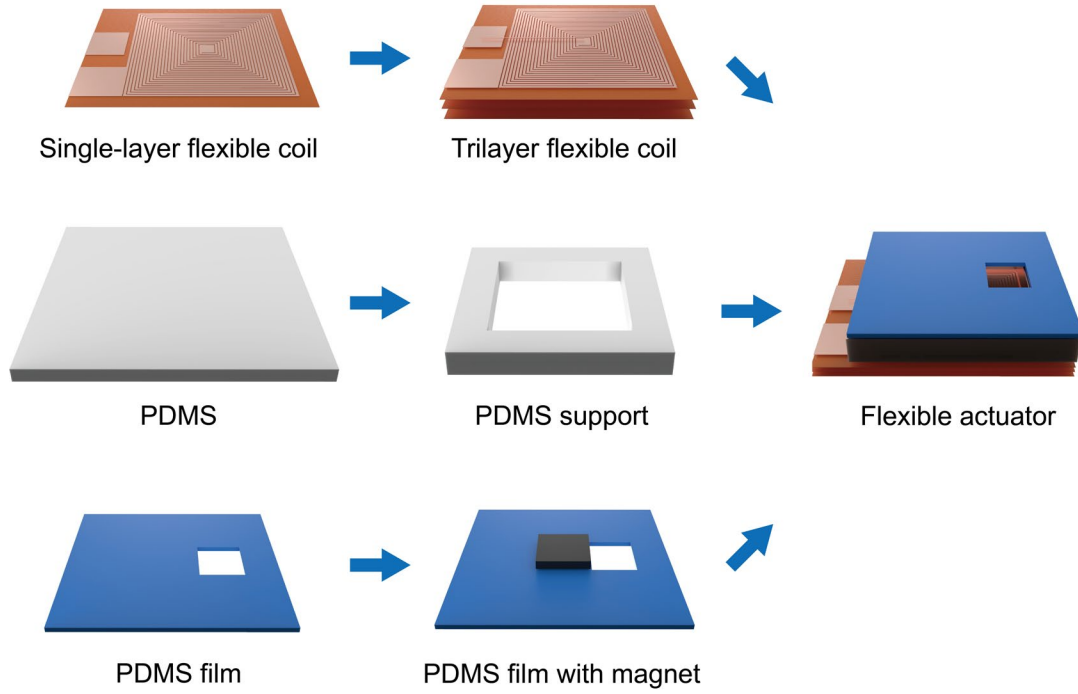 Single-layer flexible coil
Trilayer flexible coil
PDMS
PDMS support
Flexible actuator
PDMS film
PDMS film with magnet